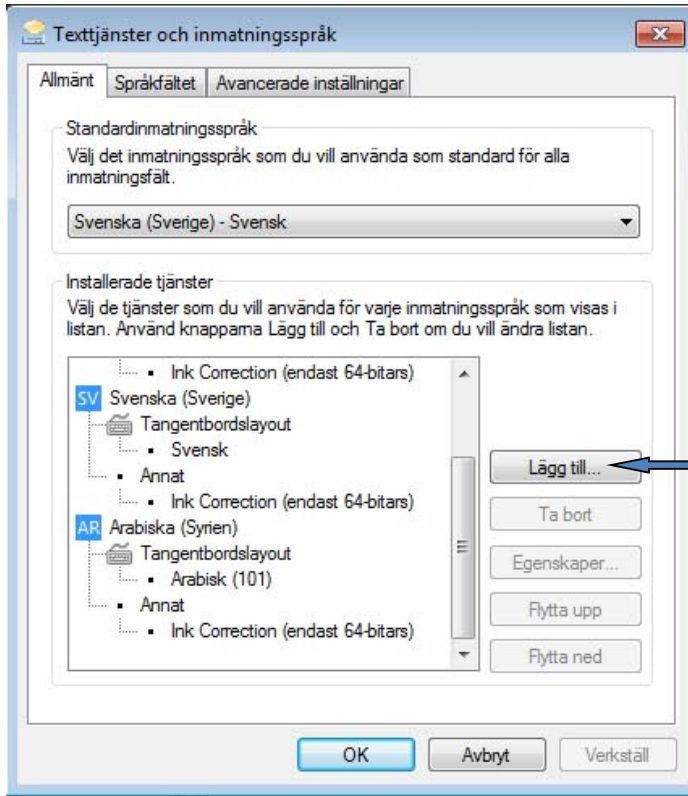 Texttjänster och inmatningsspråk
Allmänt Språkfältet Avancerade inställningar
Standardinmatningsspråk
Välj det inmatningsspråk som du vill använda som standard för alla
inmatningsfält.
Svenska (Sverige) - Svensk
Installerade tjänster
Välj de tjänster som du vill använda för varje inmatningsspråk som visas i
listan. Använd knapparna Lägg till och Ta bort om du vill ändra listan.
Ink Correction (endast 64-bitars)
SV Svenska (Sverige)
Tangentbordslayout
Svensk
Annat
Ink Correction (endast 64-bitars)
AR Arabiska (Syrien)
Tangentbordslayout
Arabisk (101)
Annat
Ink Correction (endast 64-bitars)
Lägg till...
Ta bort
Egenskaper...
Flytta upp
Flytta ned
OK Avbryt Verkställ